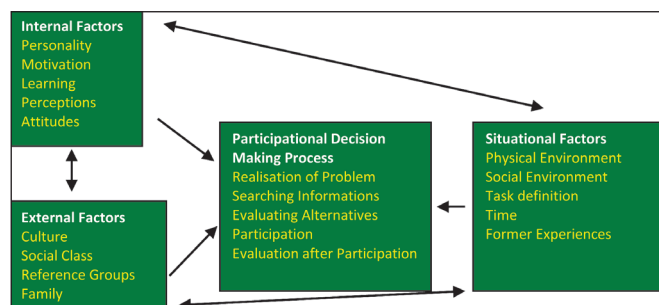 Internal Factors
Personality
Motivation
Learning
Perceptions
Attitudes
External Factors
Culture
Social Class
Reference Groups
Family
Participational Decision
Making Process
Realisation of Problem
Searching Informations
Evaluating Alternatives
Participation
Evaluation after Participation
Situational Factors
Physical Environment
Social Environment
Task definition
Time
Former Experiences